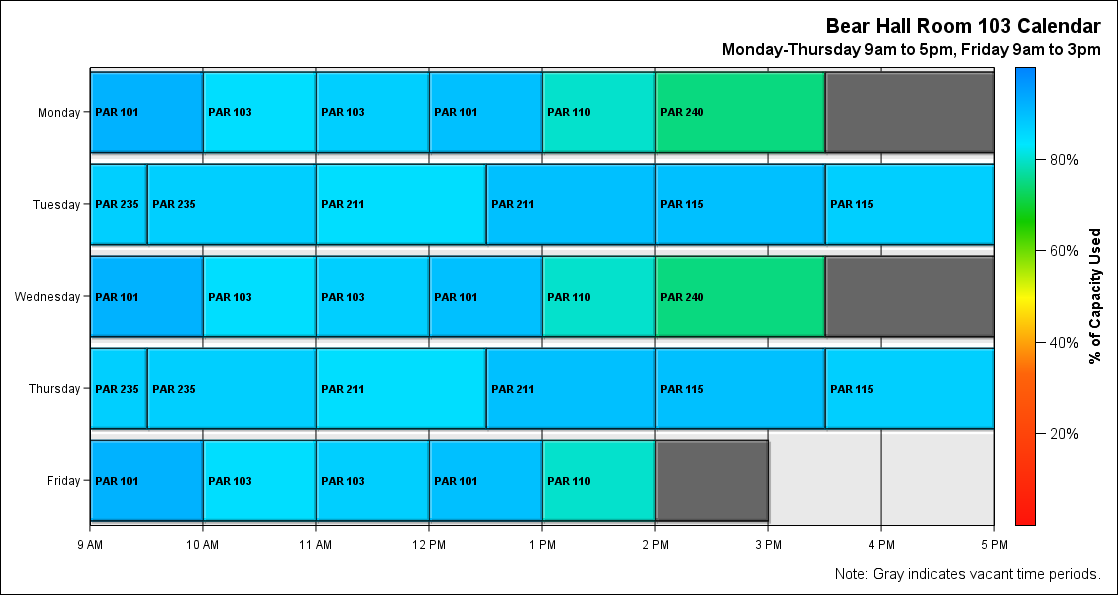 Bear Hall Room 103 Calendar
Monday-Thursday 9am to 5pm, Friday 9am to 3pm
Monday PAR 101 PAR 103 PAR 103 PAR 101 PAR 110 PAR 240
Tuesday PAR 235 PAR 235 PAR 211 PAR 211 PAR 115 PAR 115
Wednesday PAR 101 PAR 103 PAR 103 PAR 101 PAR 110 PAR 240
Thursday PAR 235 PAR 235 PAR 211 PAR 211 PAR 115 PAR 115
Friday PAR 101 PAR 103 PAR 103 PAR 101 PAR 110
9 AM 10 AM 11 AM 12 PM 1 PM 2 PM 3 PM 4 PM 5 PM
80%
60%
40%
20%
% of Capacity Used
Note: Gray indicates vacant time periods.